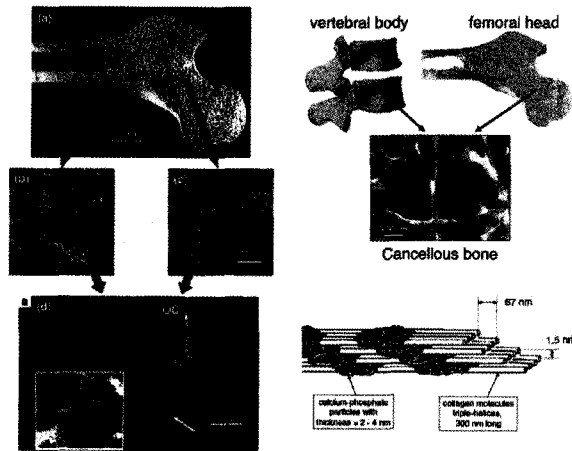 (a)
vertebral body
femoral head
(b)
Cancellous bone
(d)
67 nm
1.5 nm
calcium-phosphate
particles with
thickness = 2 - 4 nm
collagen molecules
triple-helices,
300 nm long